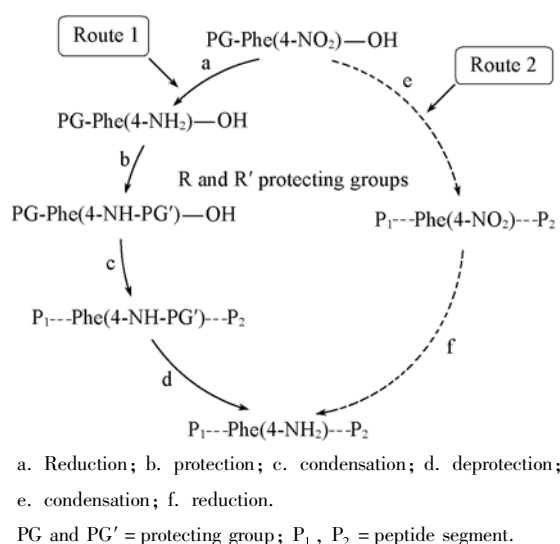 Route 1
PG-Phe(4-NO₂)—OH
Route 2
a
e
PG-Phe(4-NH₂)—OH
b
R and R′ protecting groups
PG-Phe(4-NH-PG′)—OH
P₁---Phe(4-NO₂)---P₂
c
P₁---Phe(4-NH-PG′)---P₂
f
d
P₁---Phe(4-NH₂)---P₂
a. Reduction; b. protection; c. condensation; d. deprotection;
e. condensation; f. reduction.
PG and PG′ = protecting group; P₁, P₂ = peptide segment.